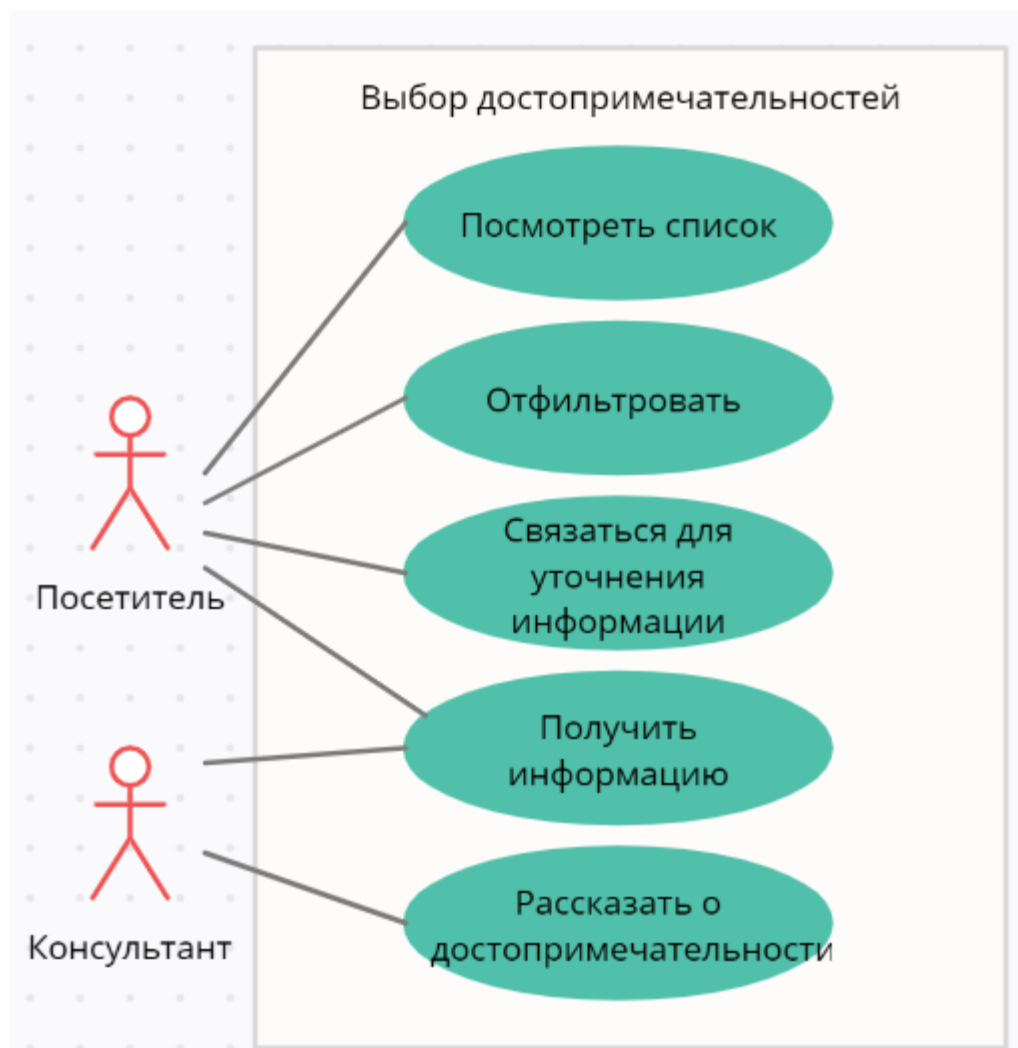 Выбор достопримечательностей
Посмотреть список
Отфильтровать
Связаться для
уточнения
информации
Посетитель
Получить
информацию
Рассказать о
достопримечательности
Консультант